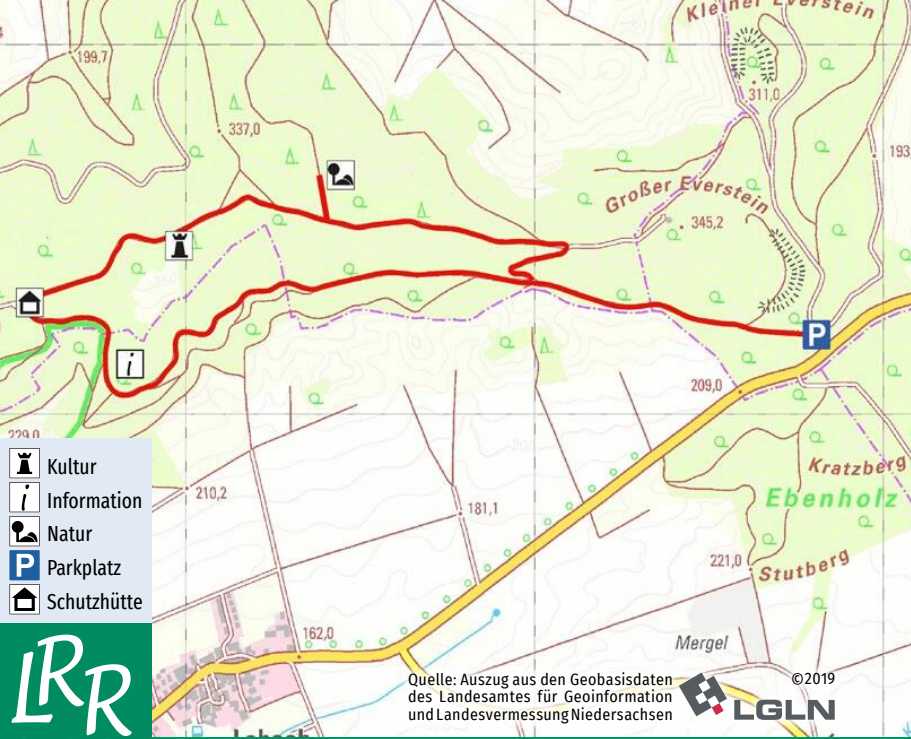 Kleiner Everstein
199,7
311,0
337,0
193
Großer Everstein
345,2
i
P
209,0
229,0
Kratzberg
Ebenholz
210,2
181,1
221,0
Stutberg
162,0
Mergel
Kultur
i Information
Natur
P Parkplatz
Schutzhütte
LRR
Quelle: Auszug aus den Geobasisdaten
des Landesamtes für Geoinformation
und Landesvermessung Niedersachsen
©2019
LGLN